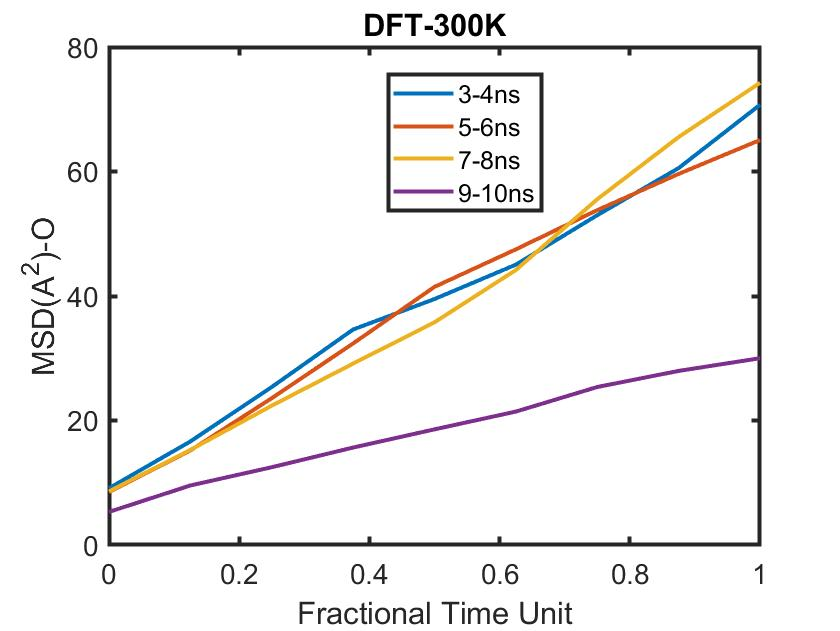 DFT-300K
80
60
40
20
0
MSD(A²)-O
3-4ns
5-6ns
7-8ns
9-10ns
0 0.2 0.4 0.6 0.8 1
Fractional Time Unit